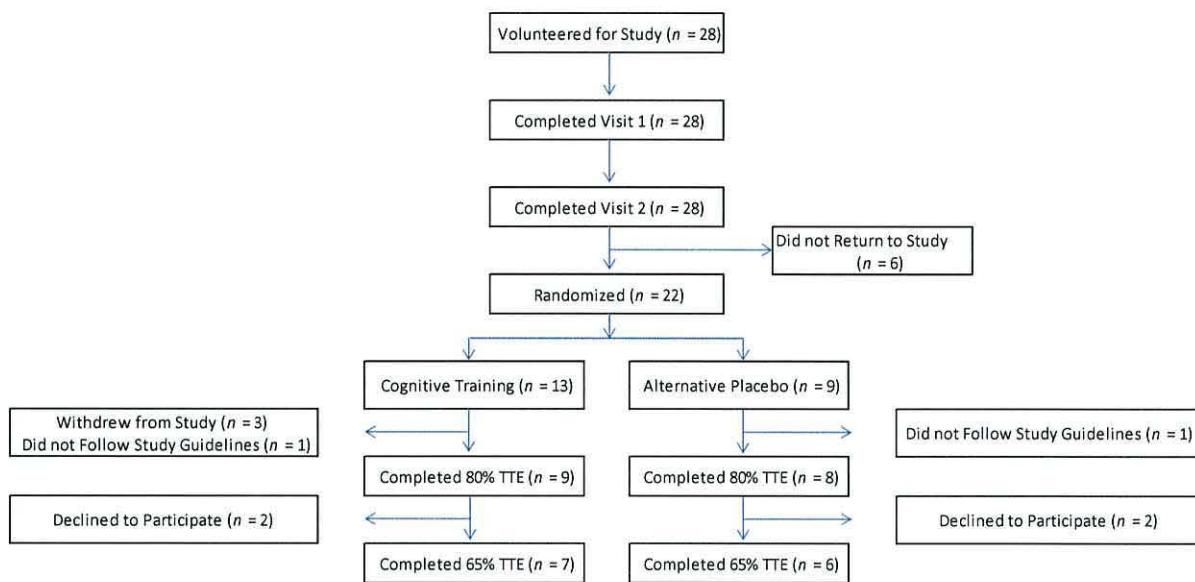 Volunteered for Study (n = 28)
Completed Visit 1 (n = 28)
Completed Visit 2 (n = 28)
Did not Return to Study
(n = 6)
Randomized (n = 22)
Cognitive Training (n = 13)
Alternative Placebo (n = 9)
Withdrew from Study (n = 3)
Did not Follow Study Guidelines (n = 1)
Did not Follow Study Guidelines (n = 1)
Completed 80% TTE (n = 9)
Completed 80% TTE (n = 8)
Declined to Participate (n = 2)
Declined to Participate (n = 2)
Completed 65% TTE (n = 7)
Completed 65% TTE (n = 6)